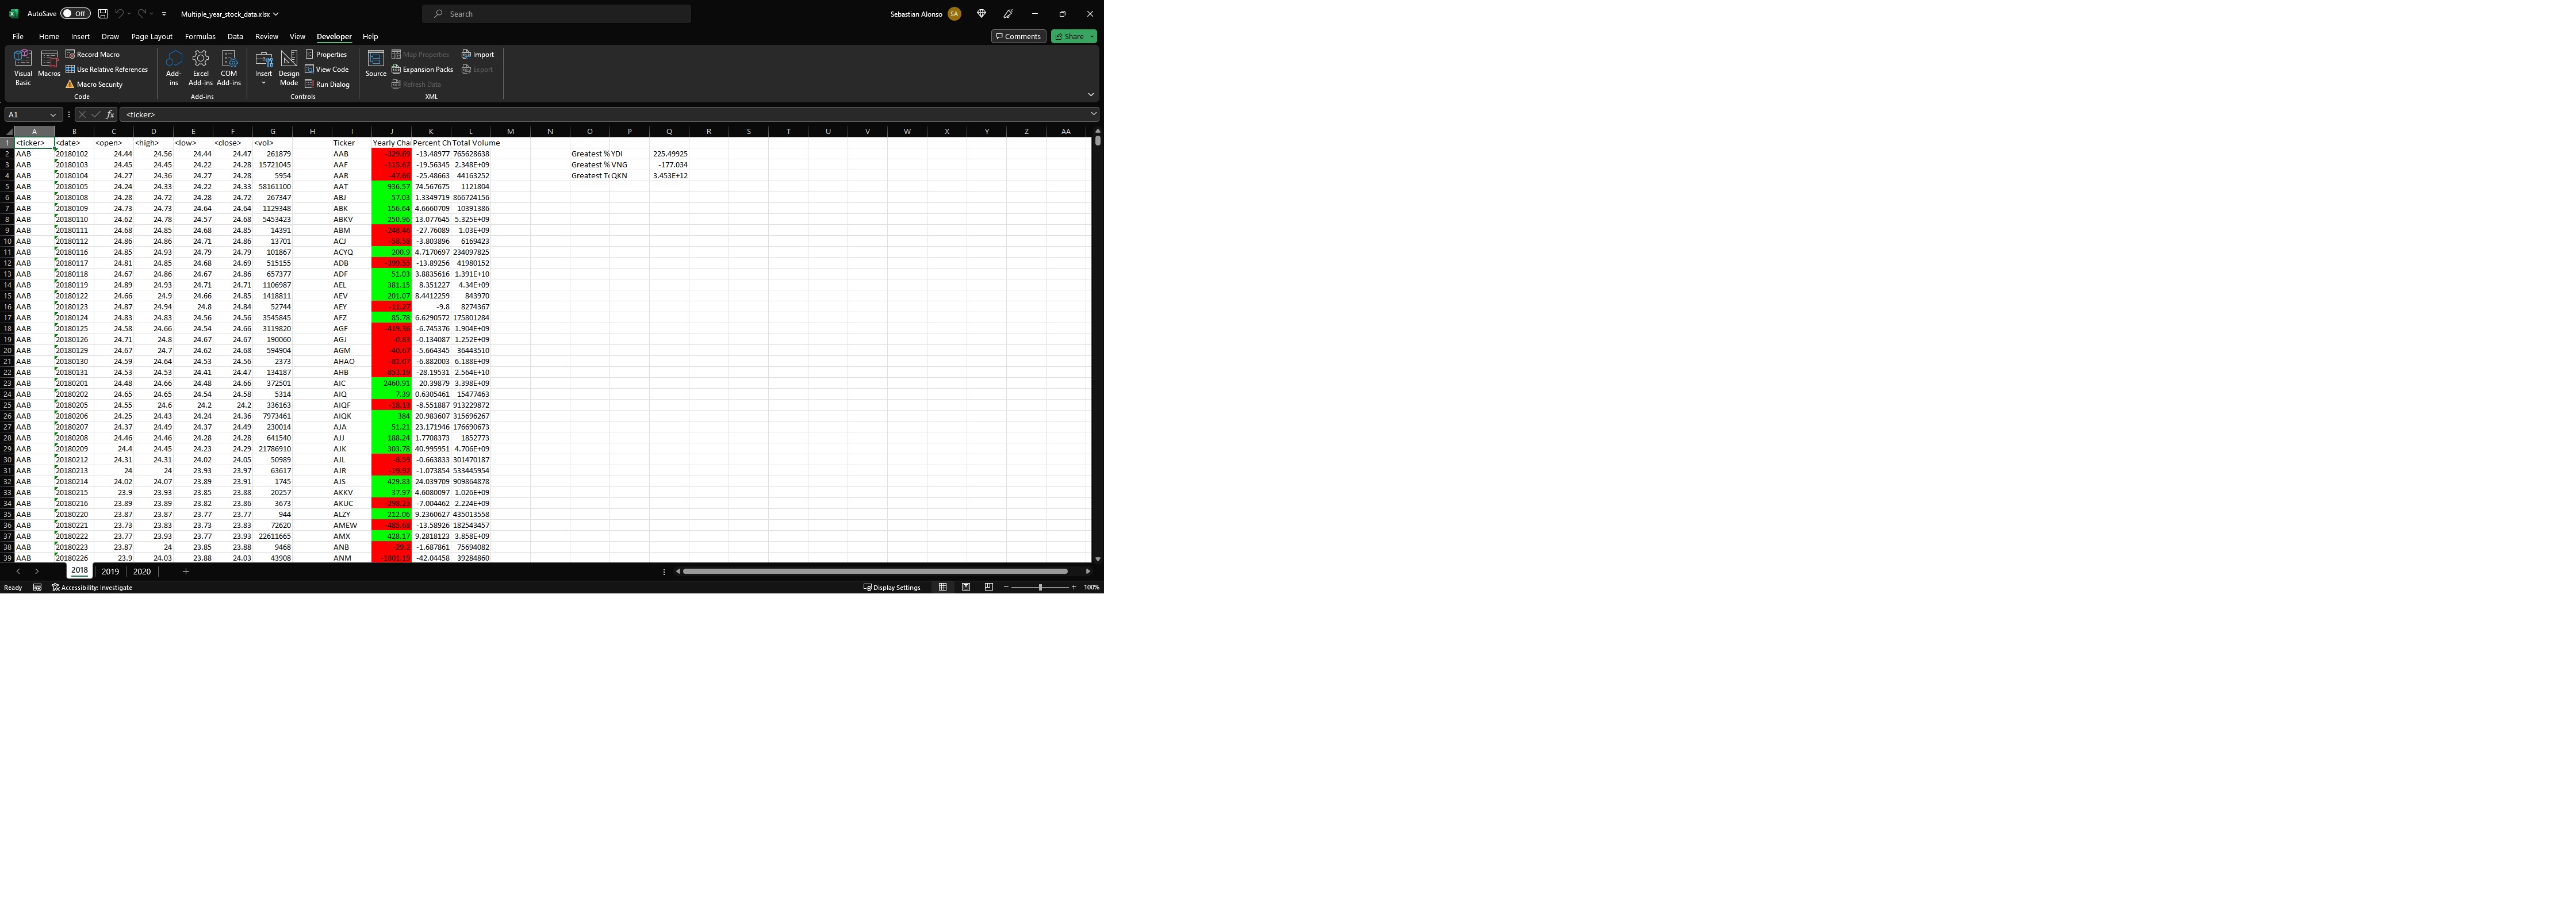 AutoSave Off Multiple_year_stock_data.xlsx Search Sebastian Alonso SA
File Home Insert Draw Page Layout Formulas Data Review View Developer Help Comments Share
Visual Basic Macros Record Macro Use Relative References Macro Security Code
Add-ins Excel Add-ins COM Add-ins Add-ins
Insert Design Mode Properties View Code Run Dialog Controls
Source Map Properties Expansion Packs Refresh Data Import Export XML
A1 fx <ticker>
A B C D E F G H I J K L M N O P Q R S T U V W X Y Z AA
1 <ticker> <date> <open> <high> <low> <close> <vol> Ticker Yearly Cha Percent Ch Total Volume
2 AAB 20180102 24.44 24.56 24.44 24.47 261879 AAB -329.69 -13.48977 765628638 Greatest % YDI 225.49925
3 AAB 20180103 24.45 24.45 24.22 24.28 15721045 AAF -115.62 -19.56345 2.348E+09 Greatest % VNG -177.034
4 AAB 20180104 24.27 24.36 24.27 24.28 5954 AAR -47.66 -25.48663 44163252 Greatest To QKN 3.453E+12
5 AAB 20180105 24.24 24.33 24.22 24.33 58161100 AAT 936.57 74.567675 1121804
6 AAB 20180108 24.28 24.72 24.28 24.72 267347 ABJ 57.03 1.3349719 866724156
7 AAB 20180109 24.73 24.73 24.64 24.64 1129348 ABK 156.64 4.6660709 10391386
8 AAB 20180110 24.62 24.78 24.57 24.68 5453423 ABKV 250.96 13.077645 5.325E+09
9 AAB 20180111 24.68 24.85 24.68 24.85 14391 ABM -248.46 -27.76089 1.03E+09
10 AAB 20180112 24.86 24.86 24.71 24.86 13701 ACJ -58.58 -3.803896 6169423
11 AAB 20180116 24.85 24.93 24.79 24.79 101867 ACYQ 200.9 4.7170697 234097825
12 AAB 20180117 24.81 24.85 24.68 24.69 515155 ADB -13.89256 41980152
13 AAB 20180118 24.67 24.86 24.67 24.86 657377 ADF 51.03 3.8835616 1.391E+10
14 AAB 20180119 24.89 24.93 24.71 24.71 1106987 AEL 381.15 8.351227 4.34E+09
15 AAB 20180122 24.66 24.9 24.66 24.85 1418811 AEV 201.07 8.4412259 843970
16 AAB 20180123 24.87 24.94 24.8 24.84 52744 AEY -9.8 8274367
17 AAB 20180124 24.83 24.83 24.56 24.56 3545845 AFZ 85.78 6.6293571 175801284
18 AAB 20180125 24.58 24.66 24.54 24.66 3119820 AGF -6.745376 1.904E+09
19 AAB 20180126 24.71 24.8 24.67 24.67 190060 AGJ -0.134087 1.252E+09
20 AAB 20180129 24.67 24.7 24.62 24.68 594904 AGM -5.664345 36443510
21 AAB 20180130 24.59 24.64 24.53 24.56 2373 AHAO -6.882003 6.188E+09
22 AAB 20180131 24.53 24.53 24.41 24.47 134187 AHB -28.19531 2.564E+10
23 AAB 20180201 24.48 24.66 24.48 24.66 372501 AIC 2460.91 20.39879 3.398E+09
24 AAB 20180202 24.65 24.65 24.54 24.58 5314 AIQ 7.39 0.6305461 15477463
25 AAB 20180205 24.55 24.6 24.2 24.2 336163 AIQF -8.551887 913229872
26 AAB 20180206 24.25 24.43 24.24 24.36 7973461 AIQK 384 20.983607 315696267
27 AAB 20180207 24.37 24.49 24.37 24.49 230014 AJA 51.21 23.171946 176690673
28 AAB 20180208 24.46 24.46 24.28 24.28 641540 AJJ 188.24 1.7708373 1852773
29 AAB 20180209 24.4 24.45 24.23 24.29 21786910 AJK 303.78 40.995951 4.706E+09
30 AAB 20180212 24.31 24.31 24.02 24.05 50989 AJL -0.663833 301470187
31 AAB 20180213 24 24 23.93 23.97 63617 AJR -1.073854 533445954
32 AAB 20180214 24.02 24.07 23.89 23.91 1745 AJS 429.83 24.039709 909864878
33 AAB 20180215 23.9 23.93 23.85 23.88 20257 AKKV 37.97 4.6080097 1.026E+09
34 AAB 20180216 23.89 23.89 23.82 23.86 3673 AKUC -7.004462 2.224E+09
35 AAB 20180220 23.87 23.87 23.77 23.77 944 ALZY 212.06 9.2360627 435013558
36 AAB 20180221 23.73 23.83 23.73 23.83 72620 AMEW -13.58926 182543457
37 AAB 20180222 23.77 23.93 23.77 23.93 22611665 AMX 428.17 9.2818123 3.858E+09
38 AAB 20180223 23.87 24 23.85 23.88 9468 ANB -1.687861 75694082
39 AAB 20180226 23.9 24.03 23.88 24.03 43908 ANM -42.04458 39284860
2018 2019 2020
Ready Accessibility: Investigate Display Settings 100%